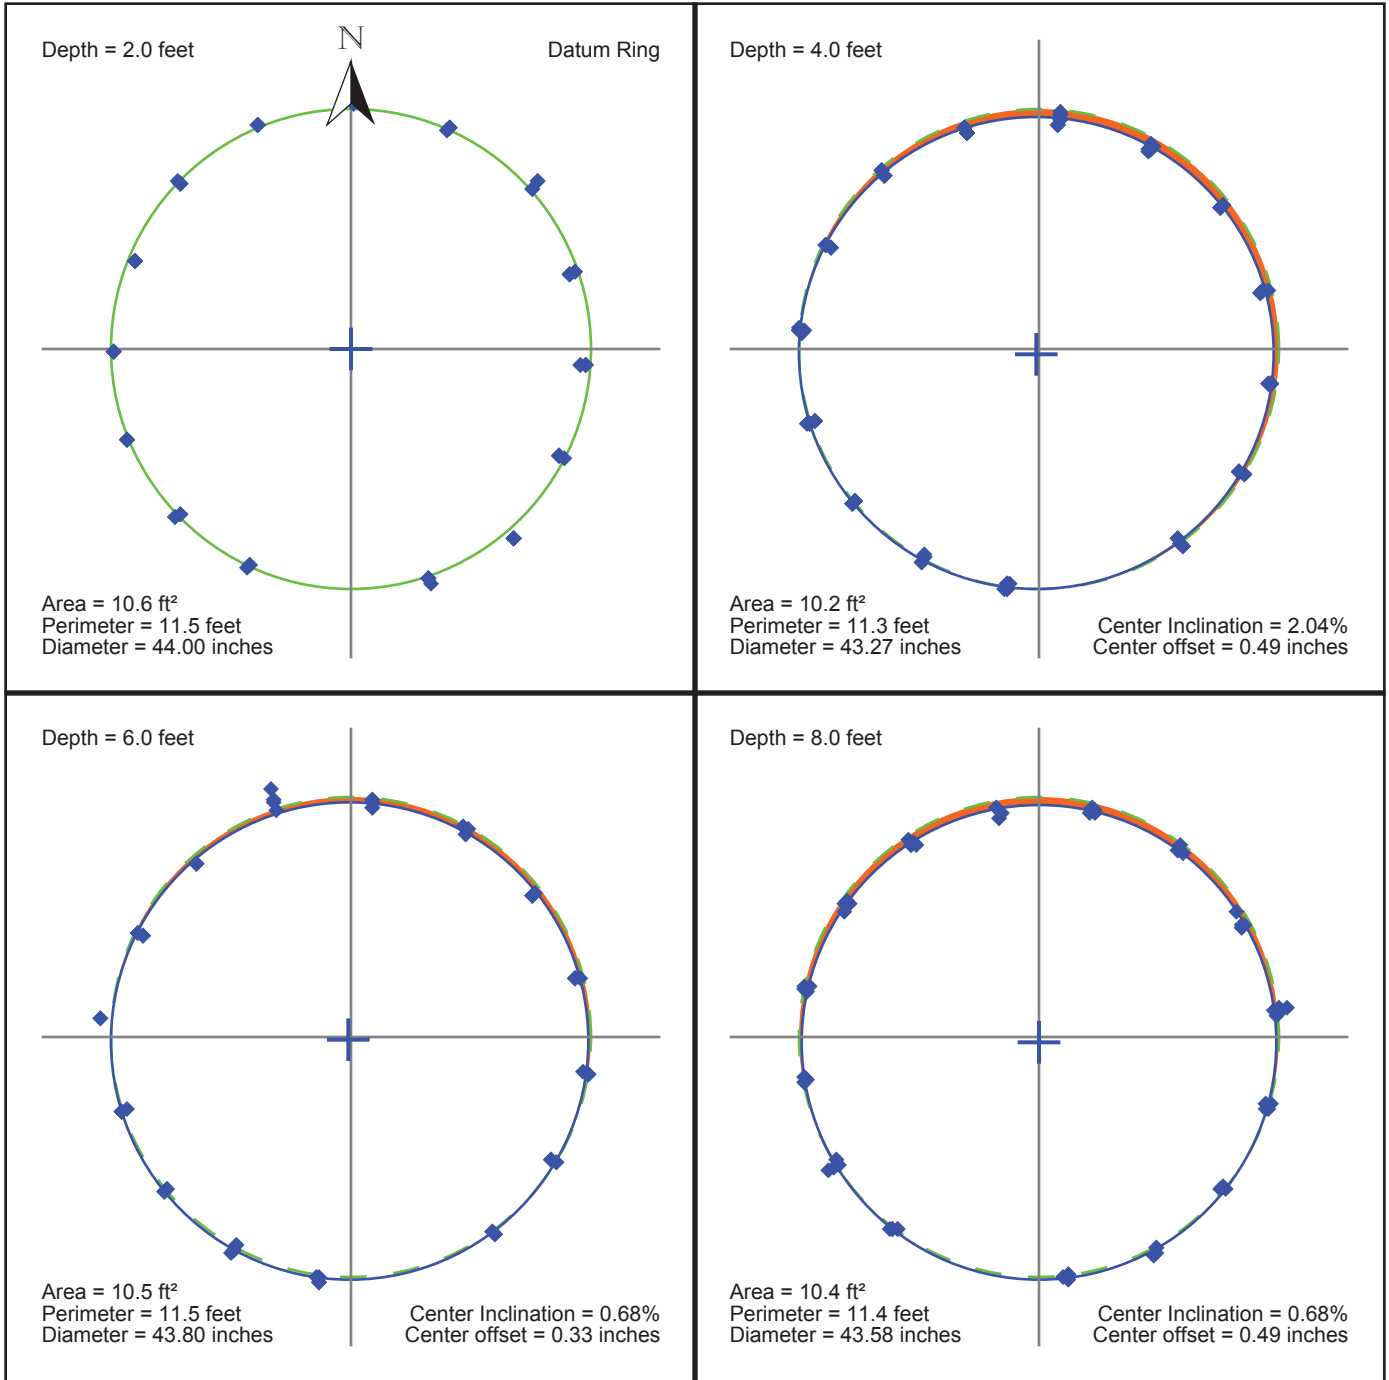 Depth = 2.0 feet
N
Datum Ring
Area = 10.6 ft²
Perimeter = 11.5 feet
Diameter = 44.00 inches
Depth = 4.0 feet
Area = 10.2 ft²
Perimeter = 11.3 feet
Diameter = 43.27 inches
Center Inclination = 2.04%
Center offset = 0.49 inches
Depth = 6.0 feet
Area = 10.5 ft²
Perimeter = 11.5 feet
Diameter = 43.80 inches
Center Inclination = 0.68%
Center offset = 0.33 inches
Depth = 8.0 feet
Area = 10.4 ft²
Perimeter = 11.4 feet
Diameter = 43.58 inches
Center Inclination = 0.68%
Center offset = 0.49 inches